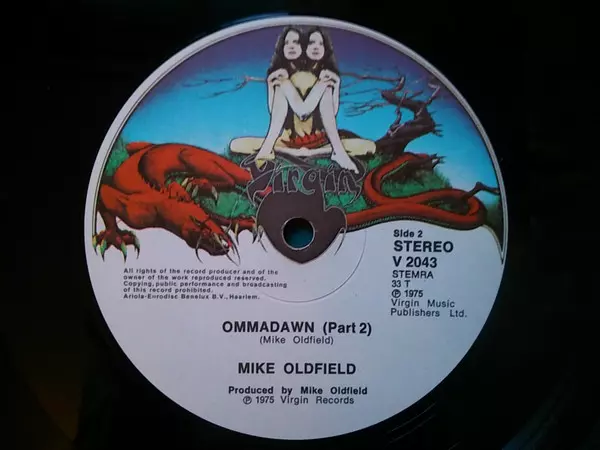 Virgin
Side 2
STEREO
V 2043
STEMRA
33 T
℗ 1975
Virgin Music
Publishers Ltd.
All rights of the record producer and of the
owner of the work reproduced reserved.
Copying, public performance and broadcasting
of this record prohibited.
Ariola-Eurodisc Benelux B.V., Haarlem.
OMMADAWN (Part 2)
(Mike Oldfield)
MIKE OLDFIELD
Produced by Mike Oldfield
℗ 1975 Virgin Records